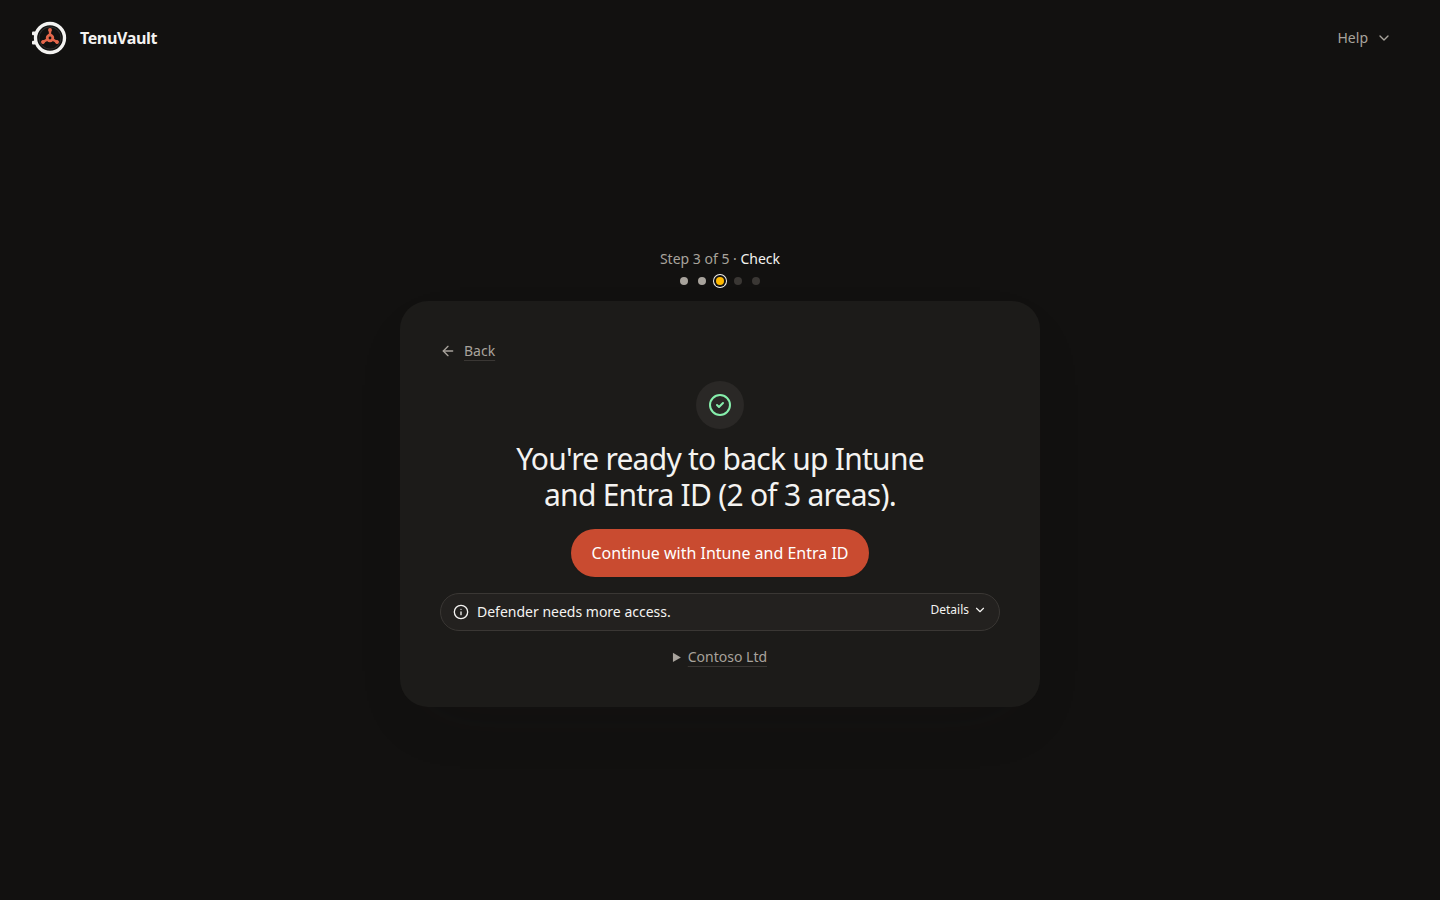 TenuVault
Help
Step 3 of 5 · Check
Back
You're ready to back up Intune
and Entra ID (2 of 3 areas).
Continue with Intune and Entra ID
Defender needs more access.
Details
Contoso Ltd